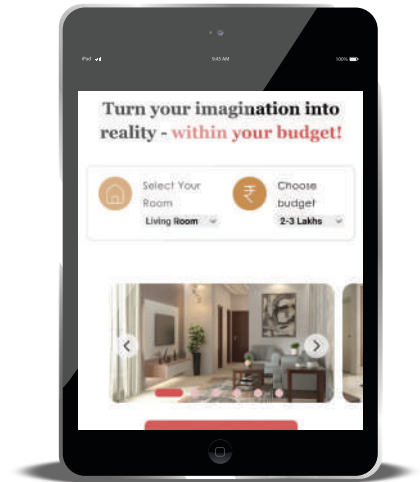 iPad
9:45 AM
100%
Turn your imagination into
reality - within your budget!
Select Your
Room
Living Room
Choose
budget
2-3 Lakhs